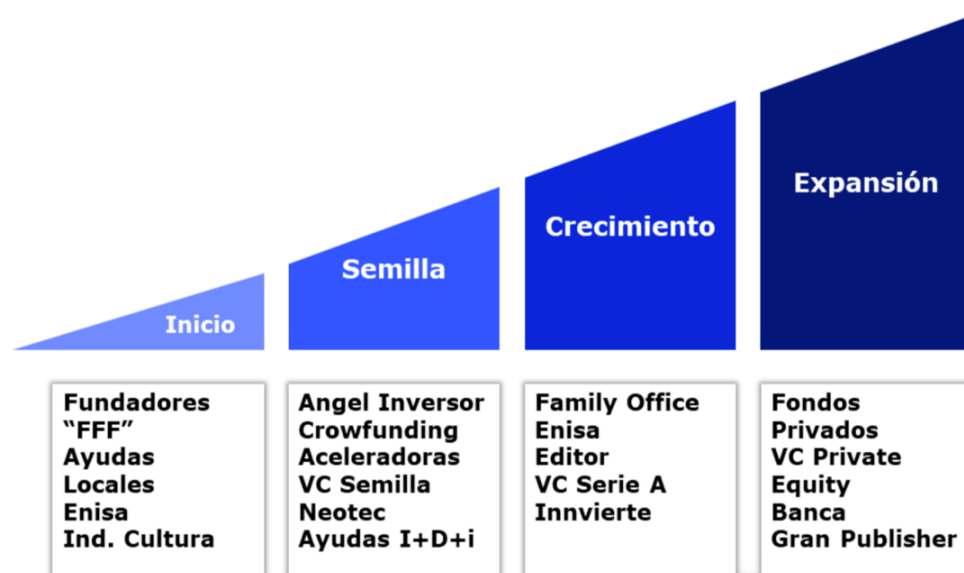 Inicio
Semilla
Crecimiento
Expansión
Fundadores
“FFF”
Ayudas
Locales
Enisa
Ind. Cultura
Angel Inversor
Crowfunding
Aceleradoras
VC Semilla
Neotec
Ayudas I+D+i
Family Office
Enisa
Editor
VC Serie A
Innvierte
Fondos
Privados
VC Private
Equity
Banca
Gran Publisher